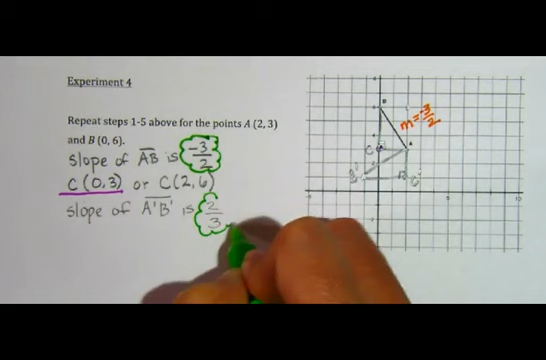 Experiment 4
Repeat steps 1-5 above for the points A (2, 3)
and B (0, 6).
slope of AB is -3/2
C(0,3) or C(2,6)
slope of A'B' is 2/3
m=-3/2
B
A
C
B'
10